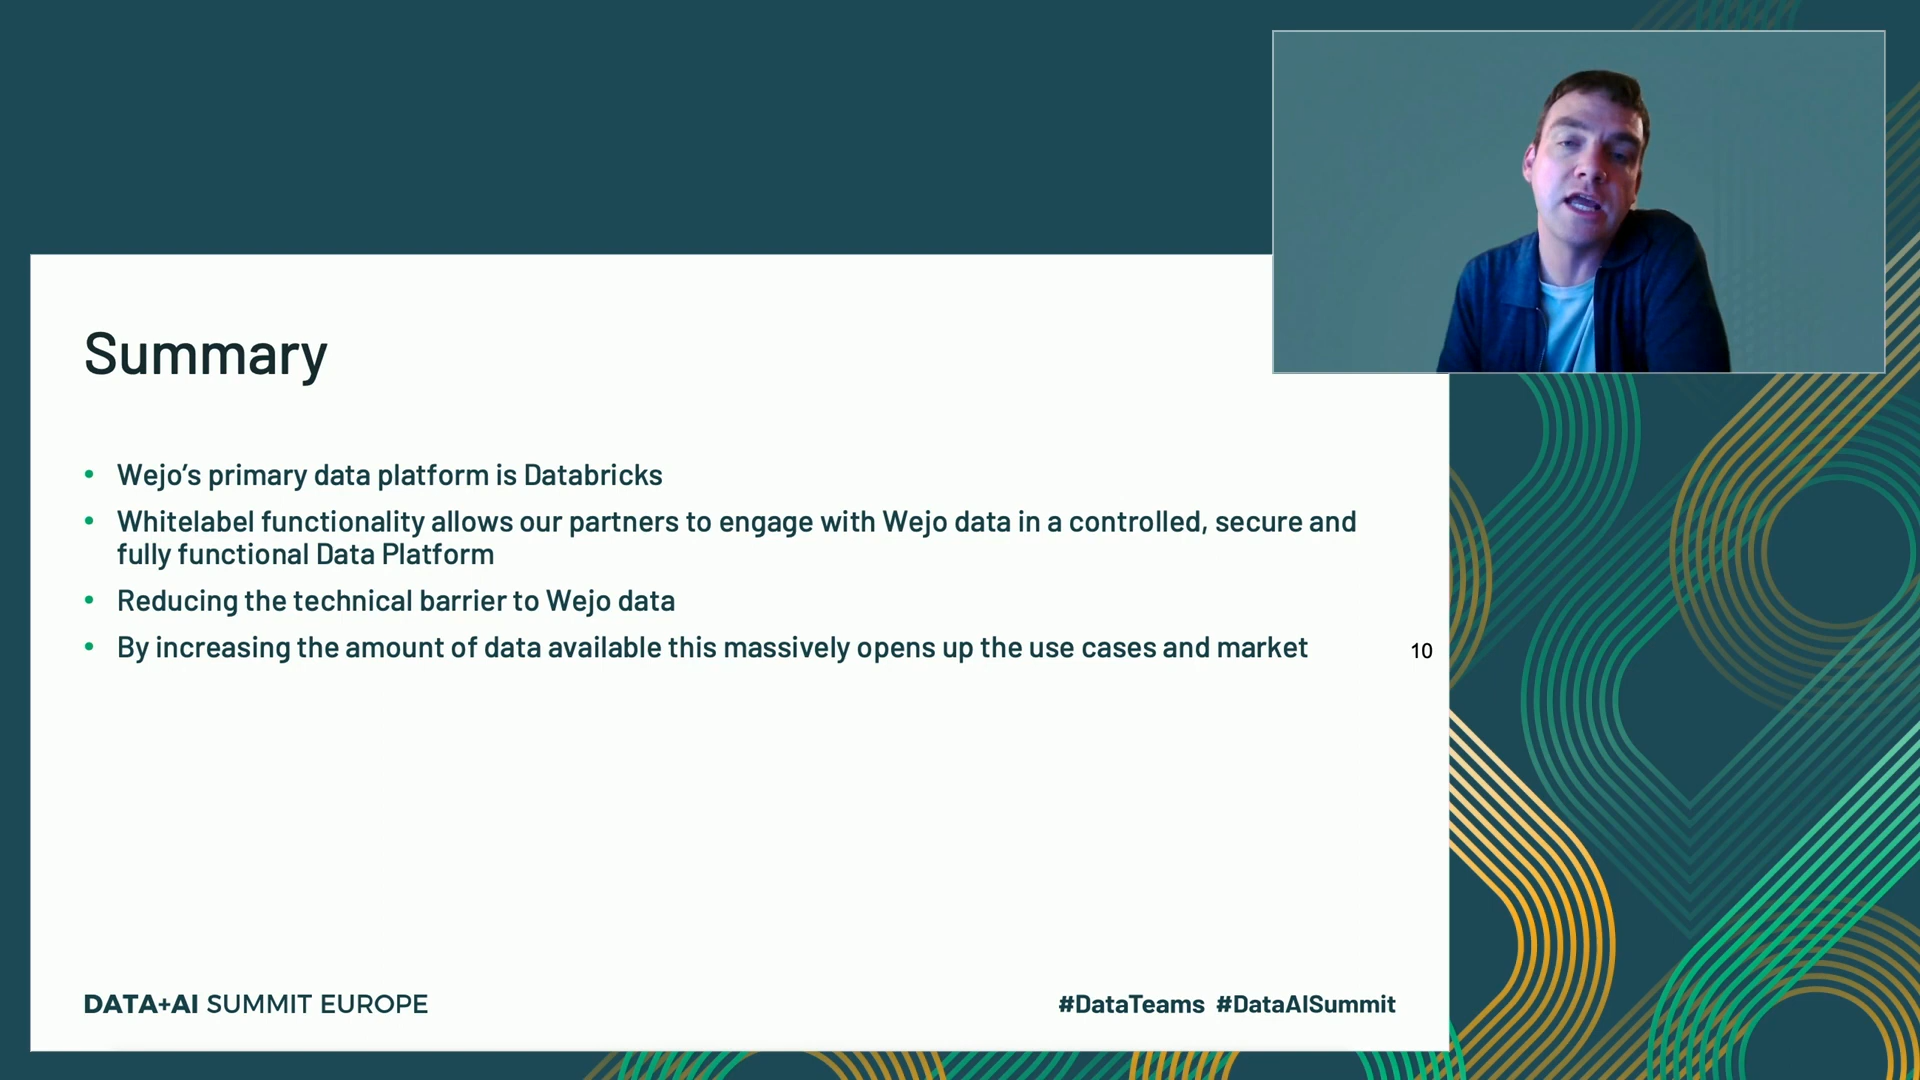 Summary
• Wejo’s primary data platform is Databricks
• Whitelabel functionality allows our partners to engage with Wejo data in a controlled, secure and
fully functional Data Platform
• Reducing the technical barrier to Wejo data
• By increasing the amount of data available this massively opens up the use cases and market
10
DATA+AI SUMMIT EUROPE
#DataTeams #DataAISummit